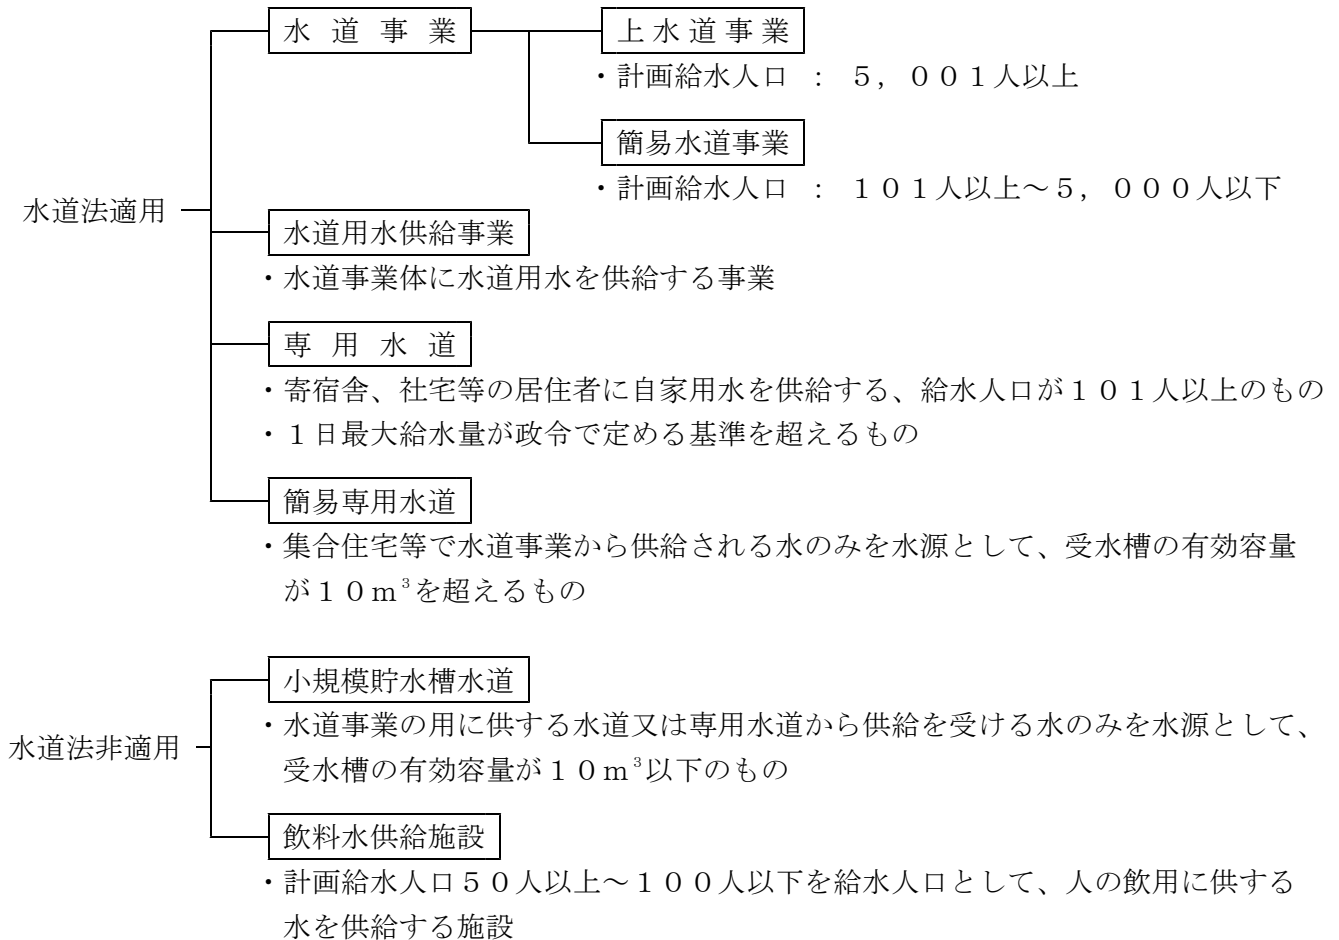 水道事業
上水道事業
・計画給水人口 : 5,001人以上
簡易水道事業
・計画給水人口 : 101人以上～5,000人以下
水道法適用
水道用水供給事業
・水道事業体に水道用水を供給する事業
専用水道
・寄宿舎、社宅等の居住者に自家用水を供給する、給水人口が101人以上のもの
・1日最大給水量が政令で定める基準を超えるもの
簡易専用水道
・集合住宅等で水道事業から供給される水のみを水源として、受水槽の有効容量
が10m³を超えるもの
小規模貯水槽水道
・水道事業の用に供する水道又は専用水道から供給を受ける水のみを水源として、
水道法非適用
受水槽の有効容量が10m³以下のもの
飲料水供給施設
・計画給水人口50人以上～100人以下を給水人口として、人の飲用に供する
水を供給する施設